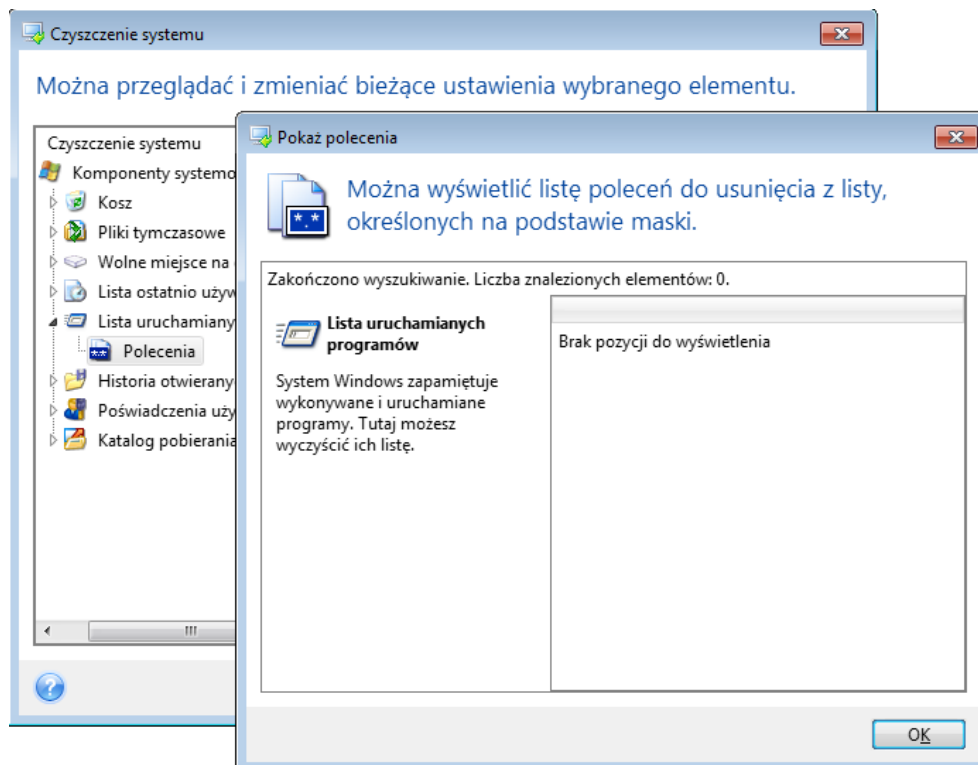 Czyszczenie systemu
Można przeglądać i zmieniać bieżące ustawienia wybranego elementu.
Czyszczenie systemu
Komponenty systemo
Kosz
Pliki tymczasowe
Wolne miejsce na
Lista ostatnio używ
Lista uruchamiany
Polecenia
Historia otwierany
Poświadczenia uży
Katalog pobierania
Pokaż polecenia
Można wyświetlić listę poleceń do usunięcia z listy,
określonych na podstawie maski.
Zakończono wyszukiwanie. Liczba znalezionych elementów: 0.
Lista uruchamianych
programów
System Windows zapamiętuje
wykonywane i uruchamiane
programy. Tutaj możesz
wyczyścić ich listę.
Brak pozycji do wyświetlenia
OK